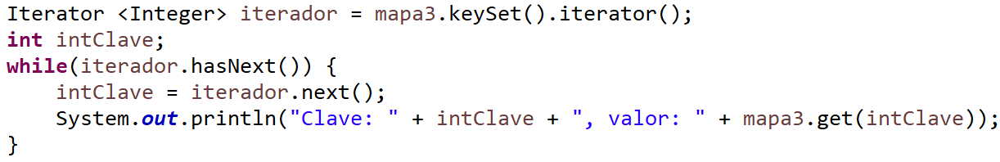 Iterator <Integer> iterador = mapa3.keySet().iterator();
int intClave;
while(iterador.hasNext()) {
    intClave = iterador.next();
    System.out.println("Clave: " + intClave + ", valor: " + mapa3.get(intClave));
}